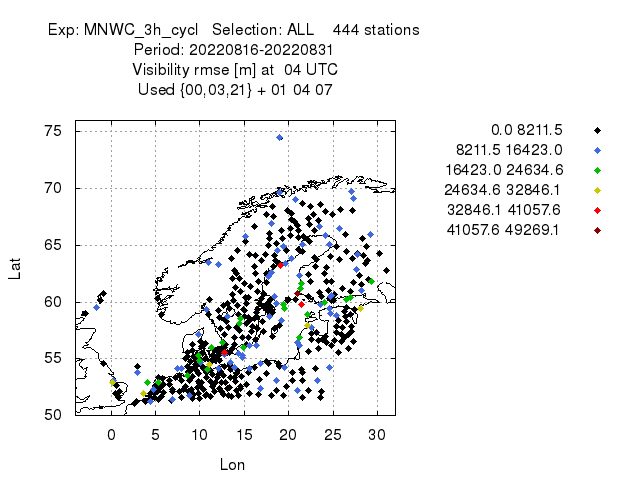 Exp: MNWC_3h_cycl   Selection: ALL    444 stations
Period: 20220816-20220831
Visibility rmse [m] at  04 UTC
Used {00,03,21} + 01 04 07
0.0 8211.5
8211.5 16423.0
16423.0 24634.6
24634.6 32846.1
32846.1 41057.6
41057.6 49269.1
75
70
65
60
55
50
Lat
0 5 10 15 20 25 30
Lon